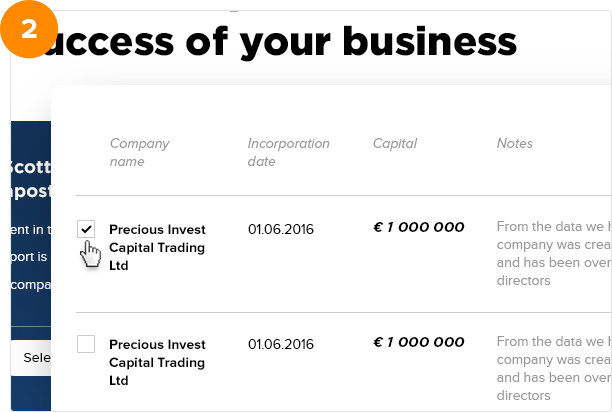 2
uccess of your business
Company name
Incorporation date
Capital
Notes
Scott
apost
ent in t
port is
compa
Sele
Precious Invest
Capital Trading
Ltd
01.06.2016
€ 1 000 000
From the data we h
company was crea
and has been over
directors
Precious Invest
Capital Trading
Ltd
01.06.2016
€ 1 000 000
From the data we h
company was crea
and has been over
directors